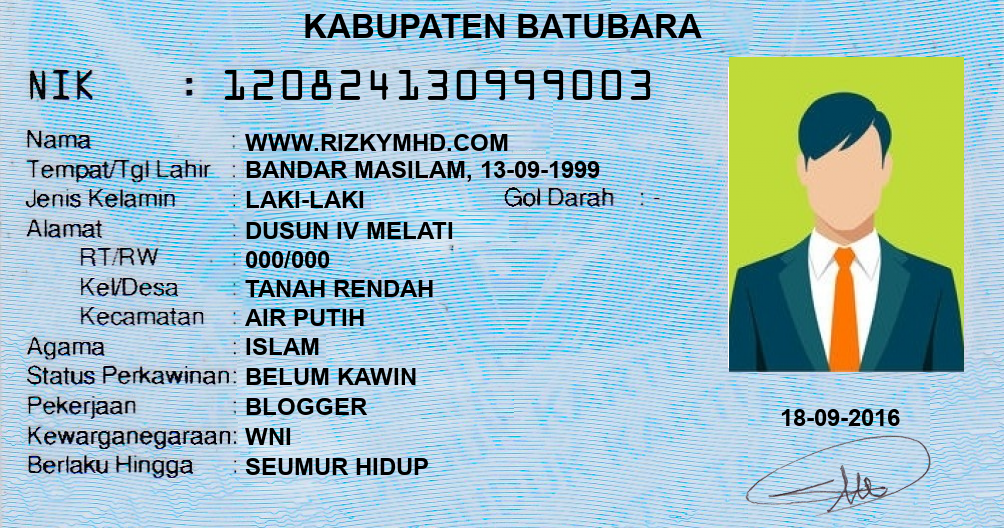 KABUPATEN BATUBARA
NIK : 1208241309999003
Nama : WWW.RIZKYMHD.COM
Tempat/Tgl Lahir : BANDAR MASILAM, 13-09-1999
Jenis Kelamin : LAKI-LAKI Gol Darah : -
Alamat : DUSUN IV MELATI
RT/RW : 000/000
Kel/Desa : TANAH RENDAH
Kecamatan : AIR PUTIH
Agama : ISLAM
Status Perkawinan: BELUM KAWIN
Pekerjaan : BLOGGER
Kewarganegaraan: WNI
Berlaku Hingga : SEUMUR HIDUP
18-09-2016